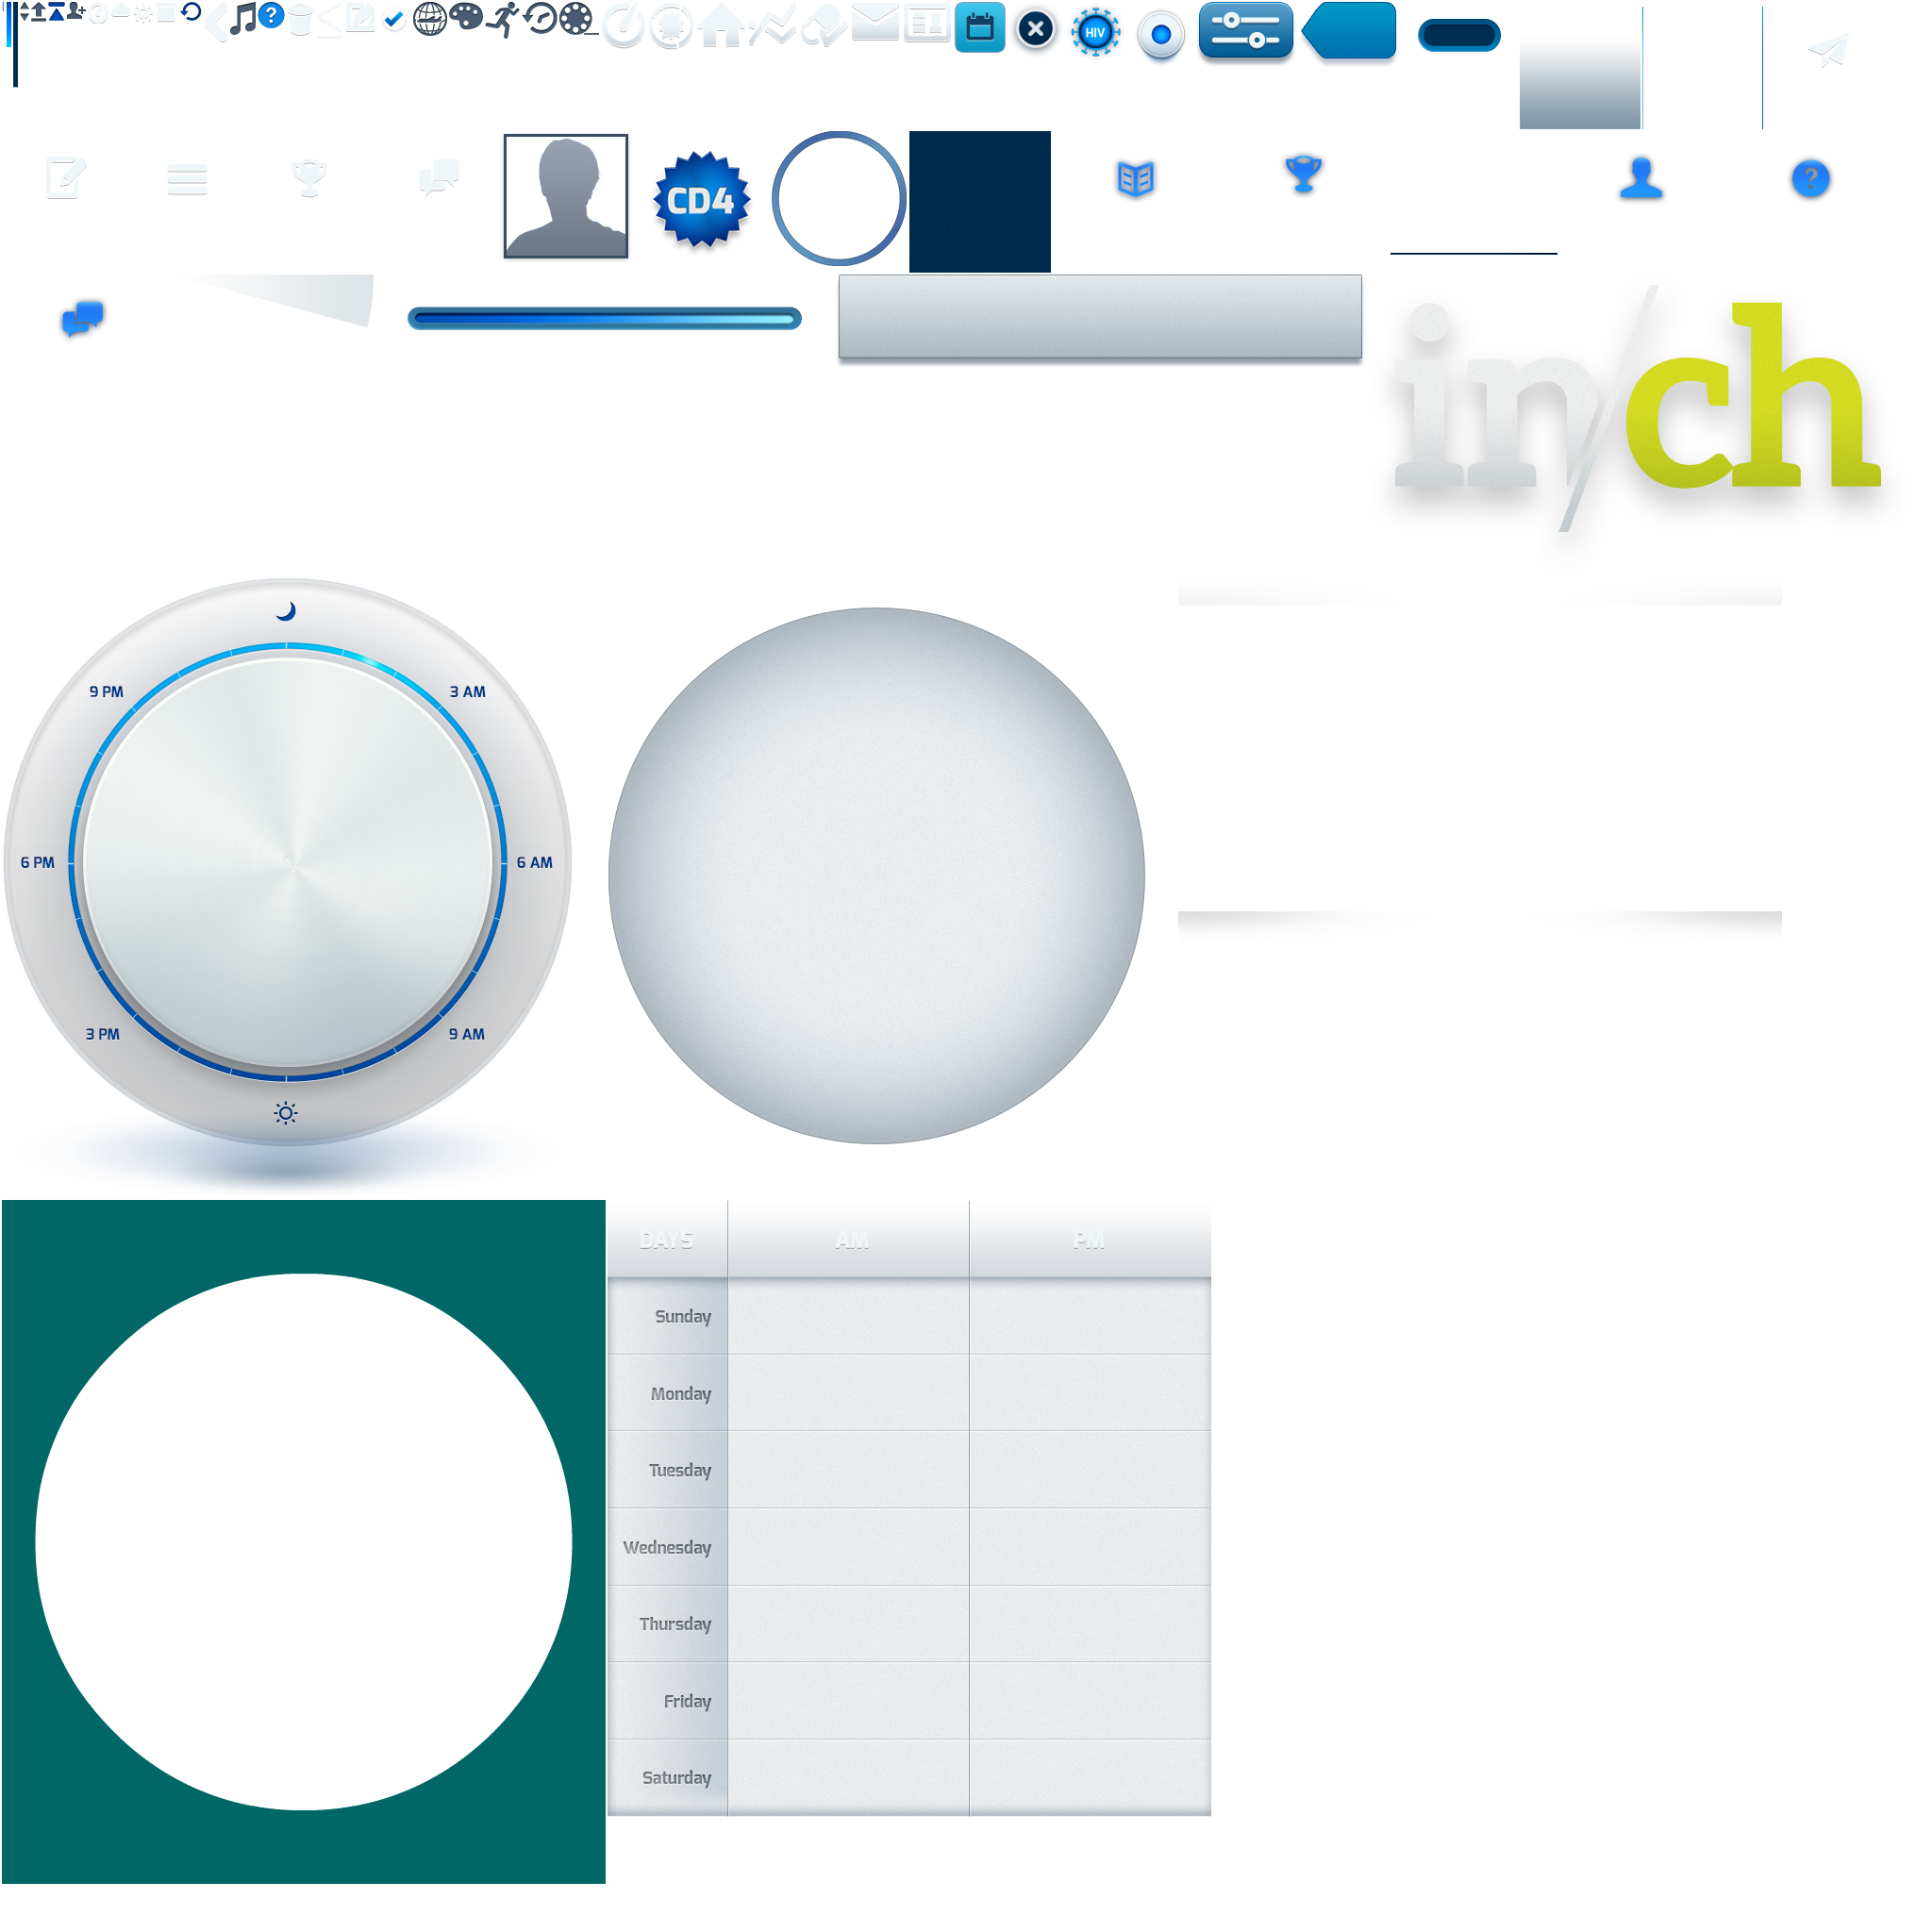 ?
HIV
CD4
?
in/ch
9 PM
3 AM
6 PM
6 AM
3 PM
9 AM
DAYS AM PM
Sunday
Monday
Tuesday
Wednesday
Thursday
Friday
Saturday